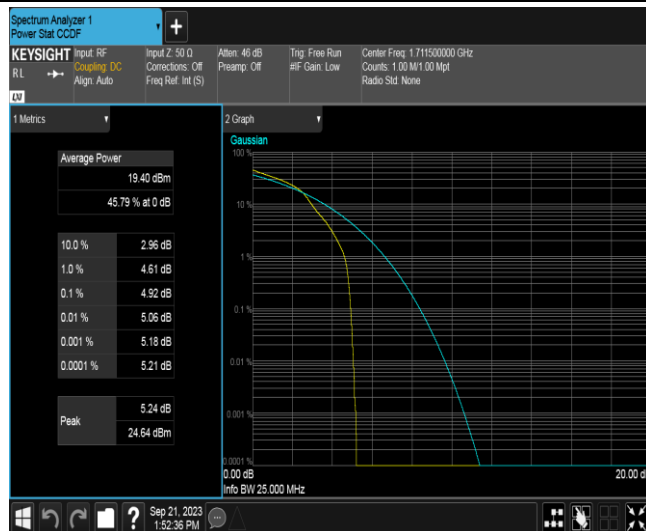 Spectrum Analyzer 1
Power Stat CCDF
KEYSIGHT
RL
Input: RF
Coupling: DC
Align: Auto
Input Z: 50 Ω
Corrections: Off
Freq Ref: Int (S)
Atten: 46 dB
Preamp: Off
Trig: Free Run
#IF Gain: Low
Center Freq: 1.711500000 GHz
Counts: 1.00 M/1.00 Mpt
Radio Std: None
1 Metrics
Average Power
19.40 dBm
45.79 % at 0 dB
10.0 % 2.96 dB
1.0 % 4.61 dB
0.1 % 4.92 dB
0.01 % 5.06 dB
0.001 % 5.18 dB
0.0001 % 5.21 dB
Peak
5.24 dB
24.64 dBm
2 Graph
Gaussian
100 %
10 %
1 %
0.1 %
0.01 %
0.001 %
0.0001 %
0.00 dB 20.00 d
Info BW 25.000 MHz
?
Sep 21, 2023
1:52:36 PM